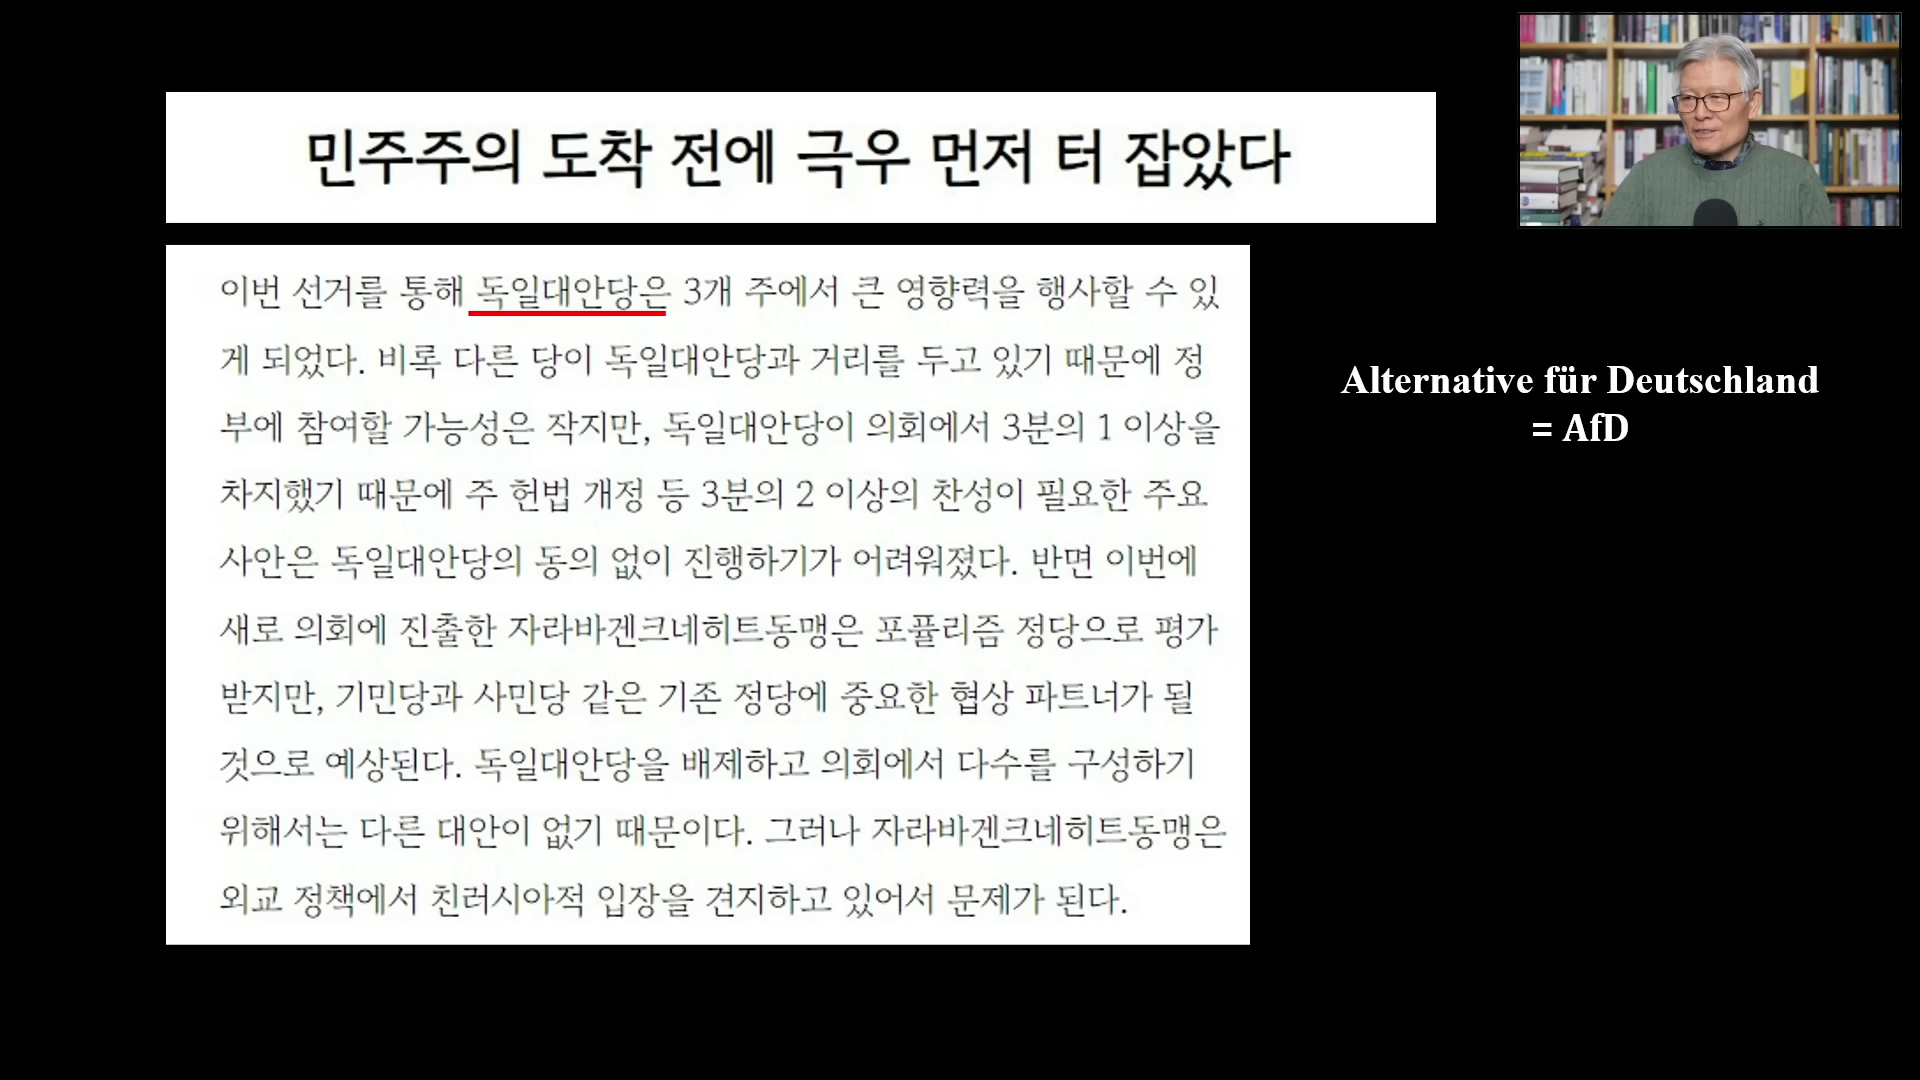 민주주의 도착 전에 극우 먼저 터 잡았다
이번 선거를 통해 독일대안당은 3개 주에서 큰 영향력을 행사할 수 있
게 되었다. 비록 다른 당이 독일대안당과 거리를 두고 있기 때문에 정
부에 참여할 가능성은 작지만, 독일대안당이 의회에서 3분의 1 이상을
차지했기 때문에 주 헌법 개정 등 3분의 2 이상의 찬성이 필요한 주요
사안은 독일대안당의 동의 없이 진행하기가 어려워졌다. 반면 이번에
새로 의회에 진출한 자라바겐크네히트동맹은 포퓰리즘 정당으로 평가
받지만, 기민당과 사민당 같은 기존 정당에 중요한 협상 파트너가 될
것으로 예상된다. 독일대안당을 배제하고 의회에서 다수를 구성하기
위해서는 다른 대안이 없기 때문이다. 그러나 자라바겐크네히트동맹은
외교 정책에서 친러시아적 입장을 견지하고 있어서 문제가 된다.
Alternative für Deutschland
= AfD